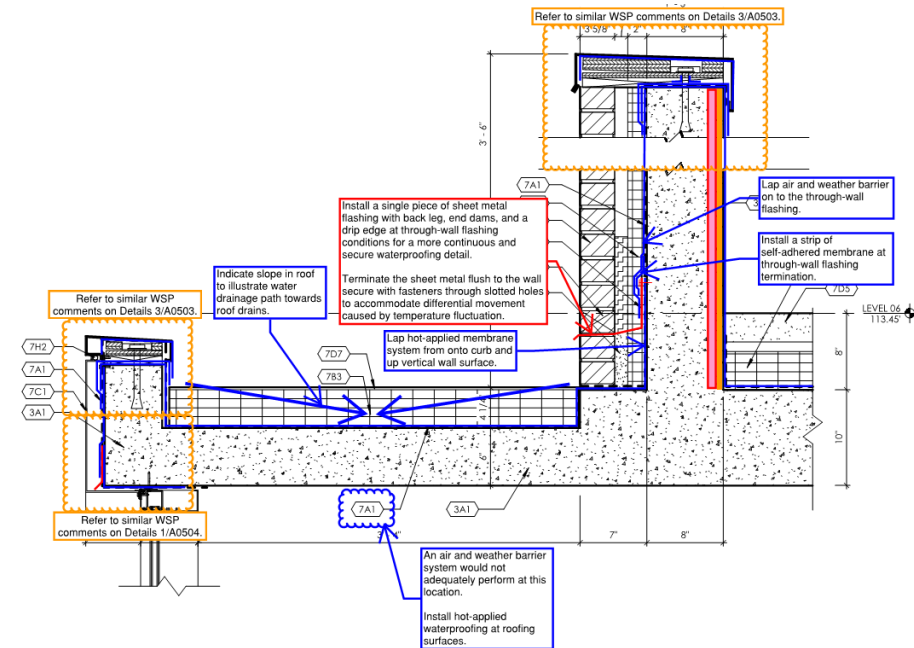 Refer to similar WSP comments on Details 3/A0503.
3 5/8"
2"
8"
3' - 6"
7A1
Install a single piece of sheet metal
flashing with back leg, end dams, and a
drip edge at through-wall flashing
conditions for a more continuous and
secure waterproofing detail.
Terminate the sheet metal flush to the wall
secure with fasteners through slotted holes
to accommodate differential movement
caused by temperature fluctuation.
Lap air and weather barrier
on to the through-wall
flashing.
Install a strip of
self-adhered membrane at
through-wall flashing
termination.
7D5
LEVEL 06
113.45'
Indicate slope in roof
to illustrate water
drainage path towards
roof drains.
Refer to similar WSP
comments on Details 3/A0503.
Lap hot-applied membrane
system from onto curb and
up vertical wall surface.
7H2
7A1
7C1
3A1
7D7
7B3
8"
10"
7A1
3A1
Refer to similar WSP
comments on Details 1/A0504.
7"
8"
An air and weather barrier
system would not
adequately perform at this
location.
Install hot-applied
waterproofing at roofing
surfaces.